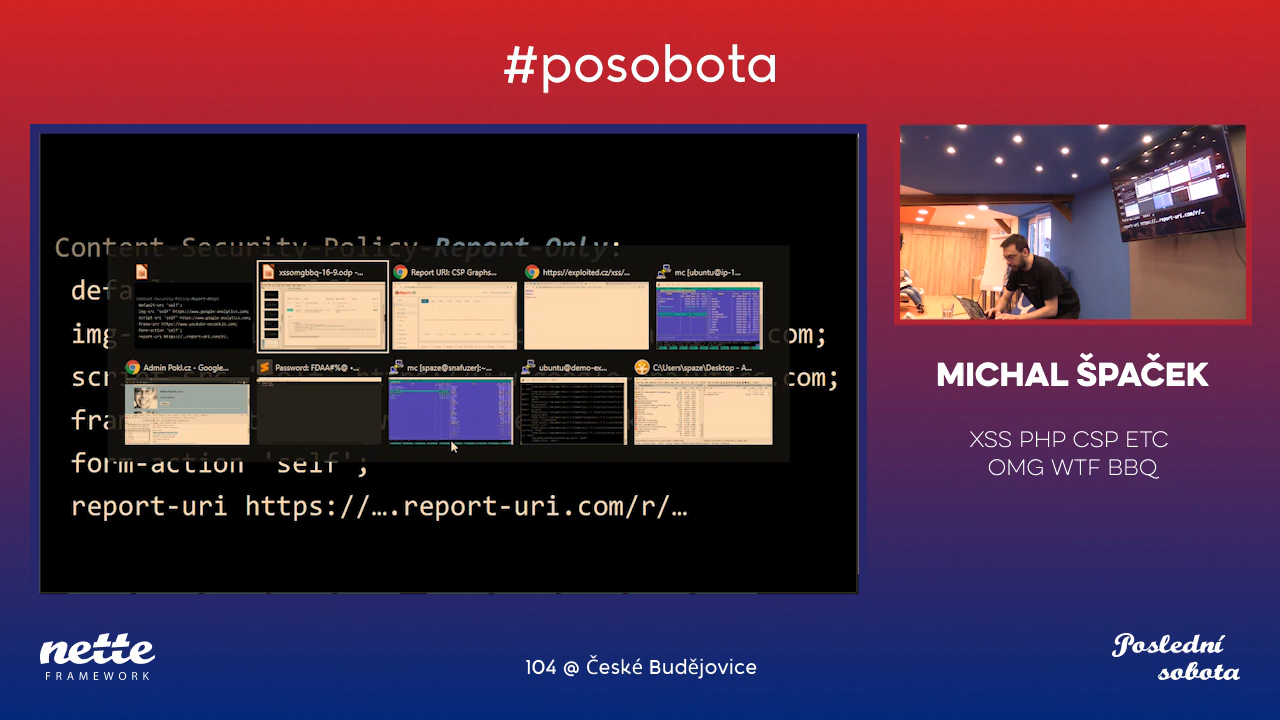 #posobota
Content-Security-Policy-Report-Only:
xssomgbbq-16-9.odp -...
Report URI: CSP Graphs...
https://exploited.cz/xss/...
mc [ubuntu@ip-1...
img-
com;
Admin Pokl.cz - Google...
Password: FDAA#%@ •...
mc [spaze@snafuzer]:~...
ubuntu@demo-ex...
C:\Users\spaze\Desktop - A...
com;
form-action 'self';
report-uri https://….report-uri.com/r/…
MICHAL ŠPAČEK
XSS PHP CSP ETC
OMG WTF BBQ
nette
FRAMEWORK
104 @ České Budějovice
Poslední
sobota